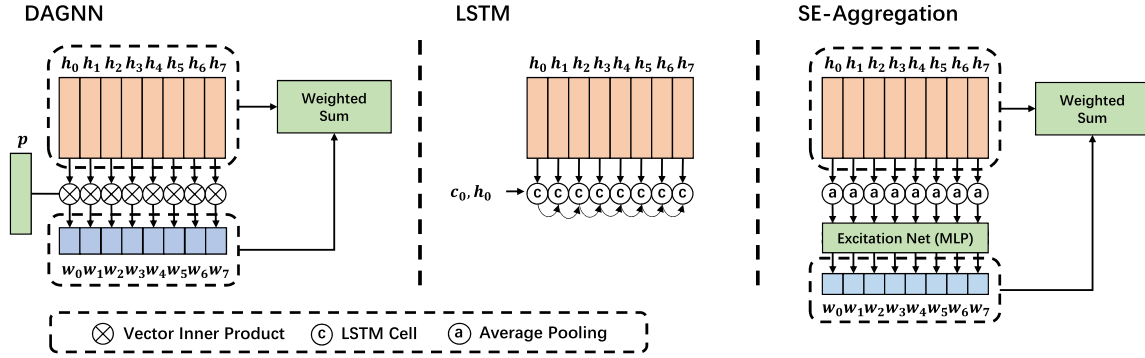 DAGNN
LSTM
SE-Aggregation
h0 h1 h2 h3 h4 h5 h6 h7
h0 h1 h2 h3 h4 h5 h6 h7
h0 h1 h2 h3 h4 h5 h6 h7
Weighted
Sum
Weighted
Sum
p
c0, h0
c c c c c c c c
a a a a a a a a
Excitation Net (MLP)
w0 w1 w2 w3 w4 w5 w6 w7
w0 w1 w2 w3 w4 w5 w6 w7
Vector Inner Product
c LSTM Cell
a Average Pooling